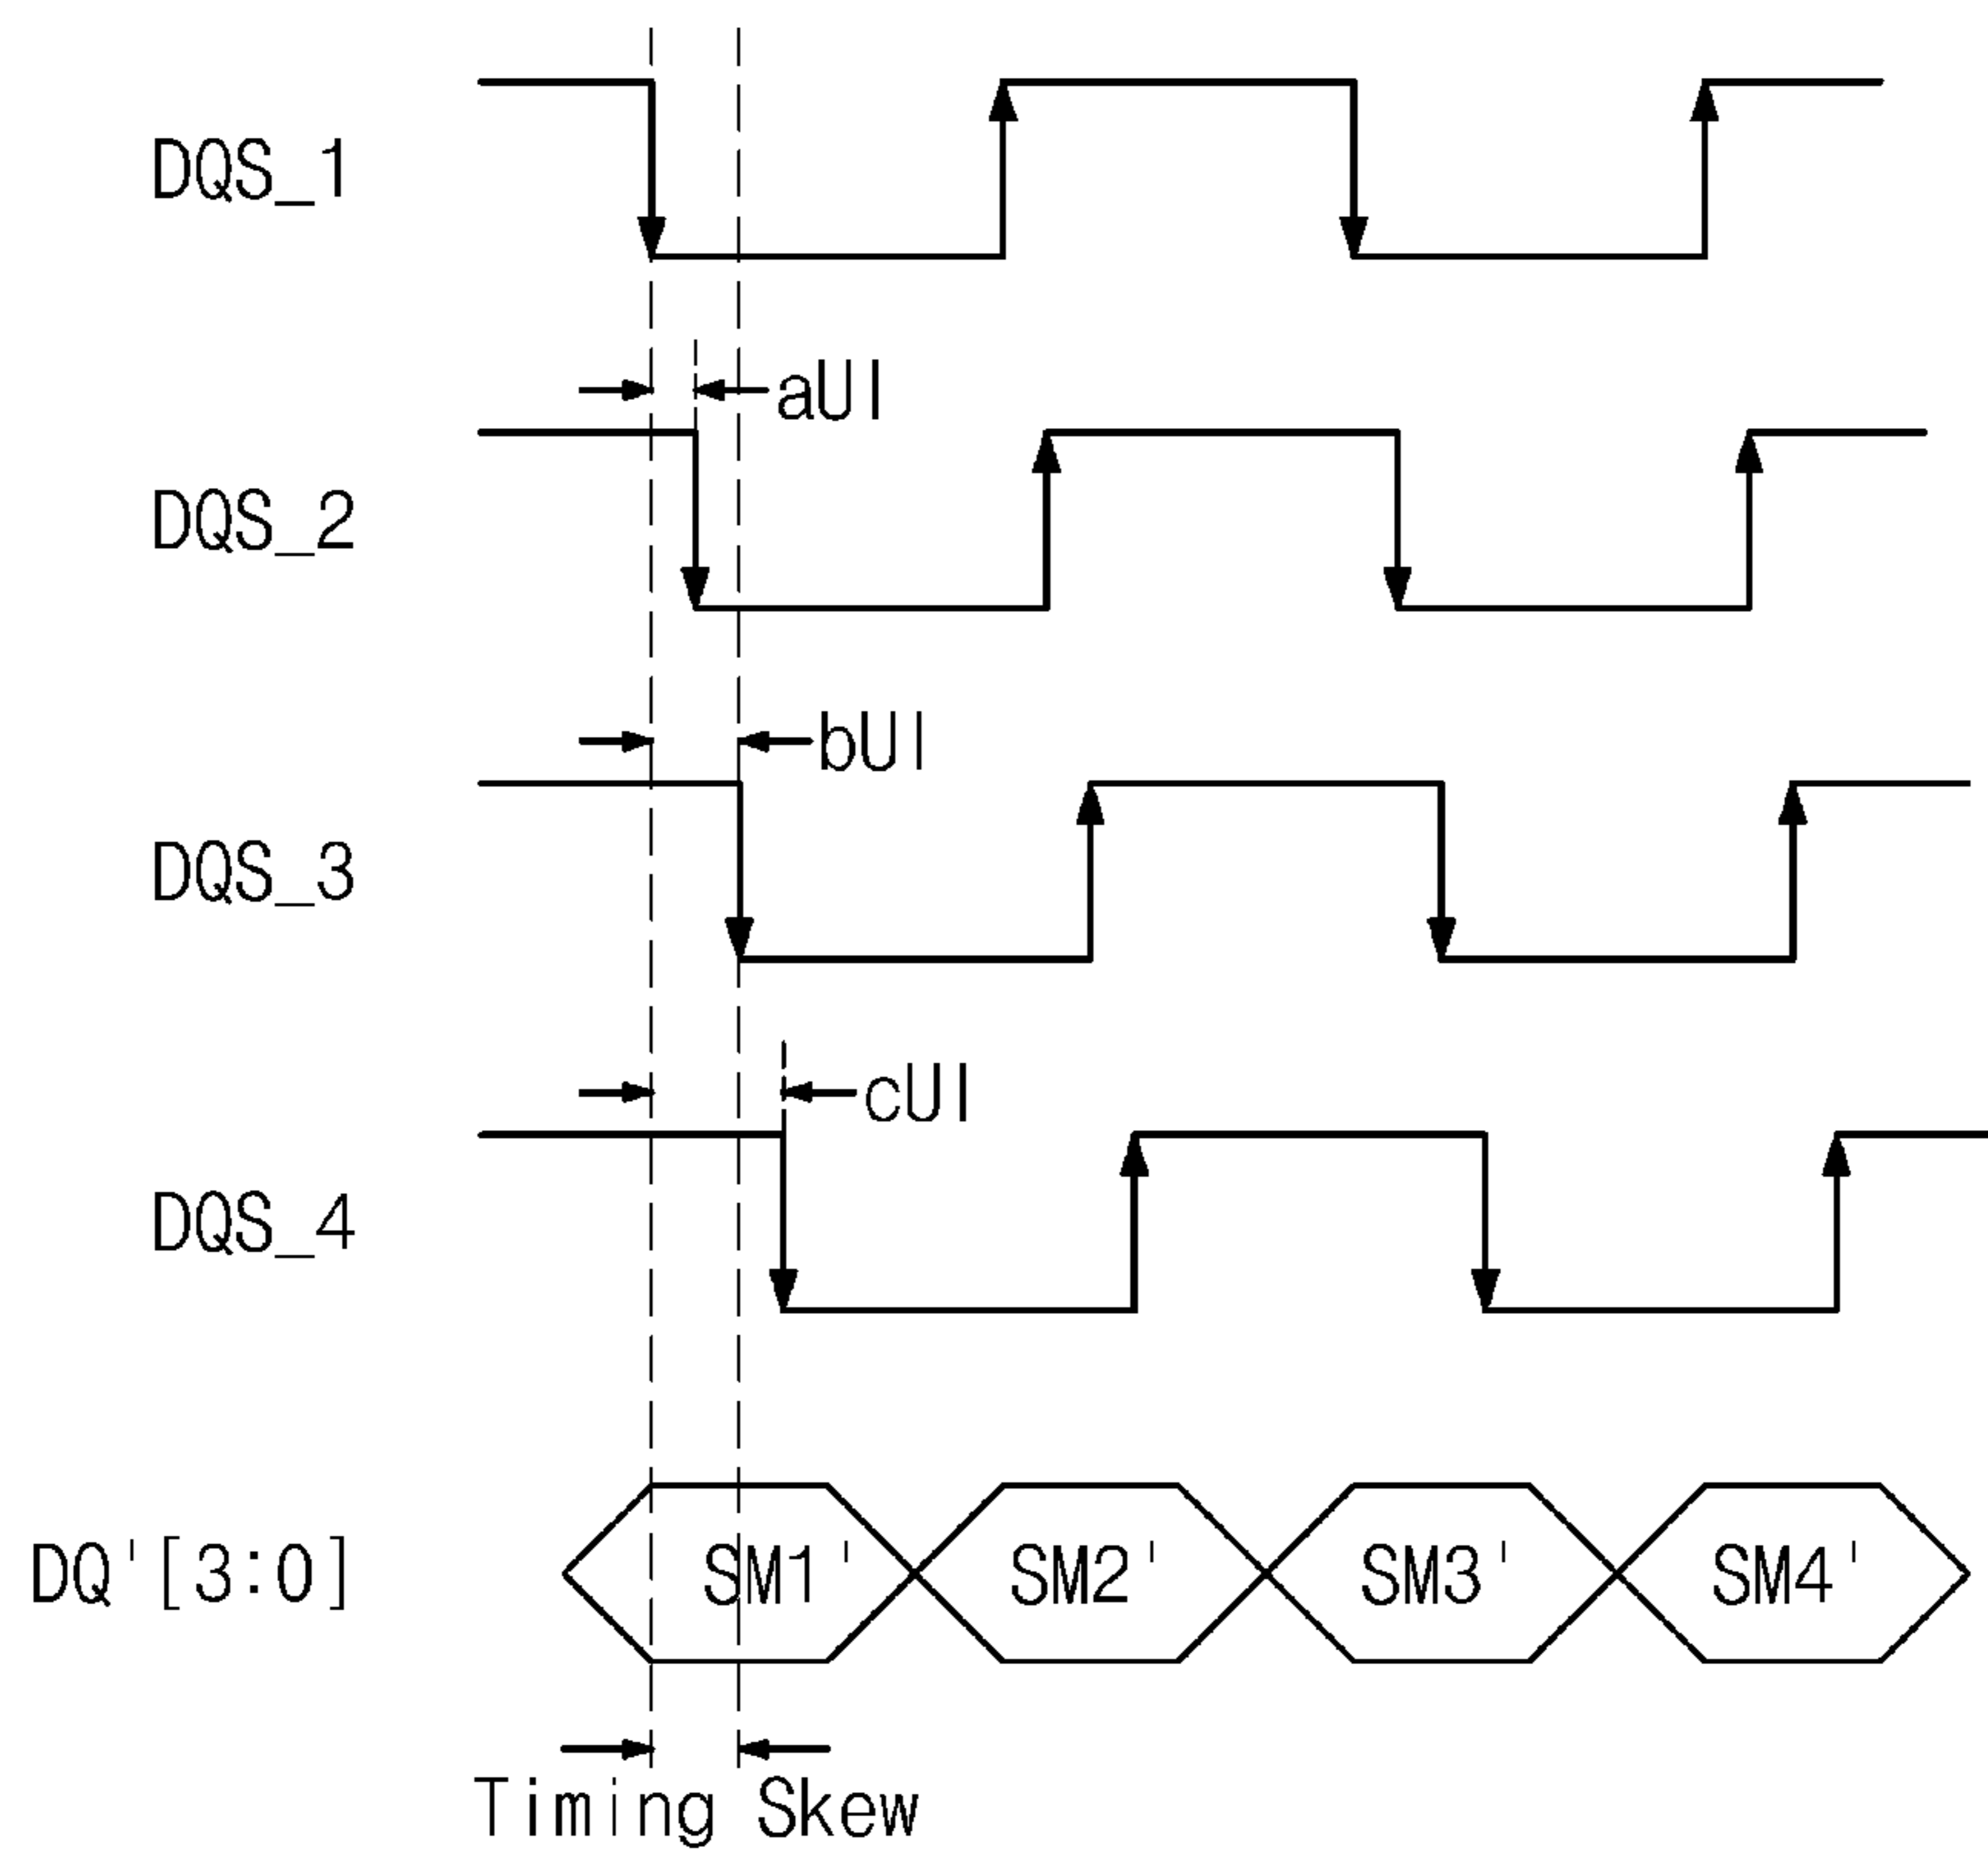 DQS_1
aUI
DQS_2
bUI
DQS_3
cUI
DQS_4
DQ'[3:0] SM1' SM2' SM3' SM4'
Timing Skew